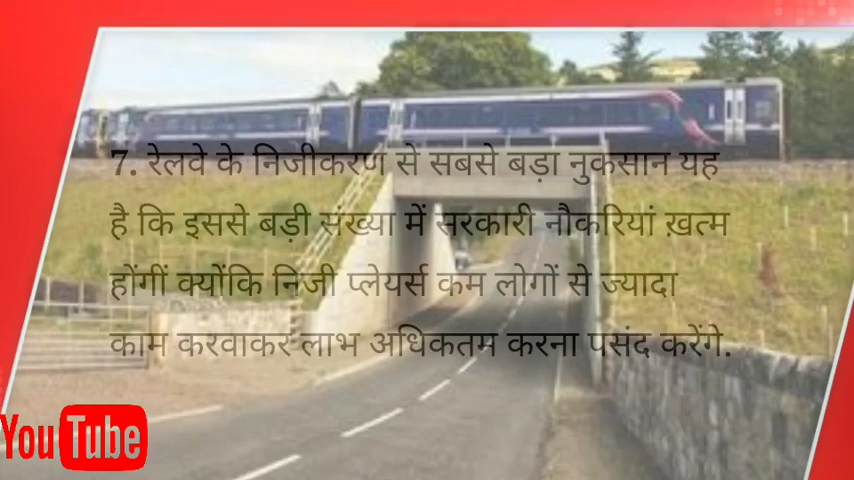 7. रेलवे के निजीकरण से सबसे बड़ा नुकसान यह
है कि इससे बड़ी संख्या में सरकारी नौकरियां ख़त्म
होंगीं क्योंकि निजी प्लेयर्स कम लोगों से ज्यादा
काम करवाकर लाभ अधिकतम करना पसंद करेंगे.
YouTube